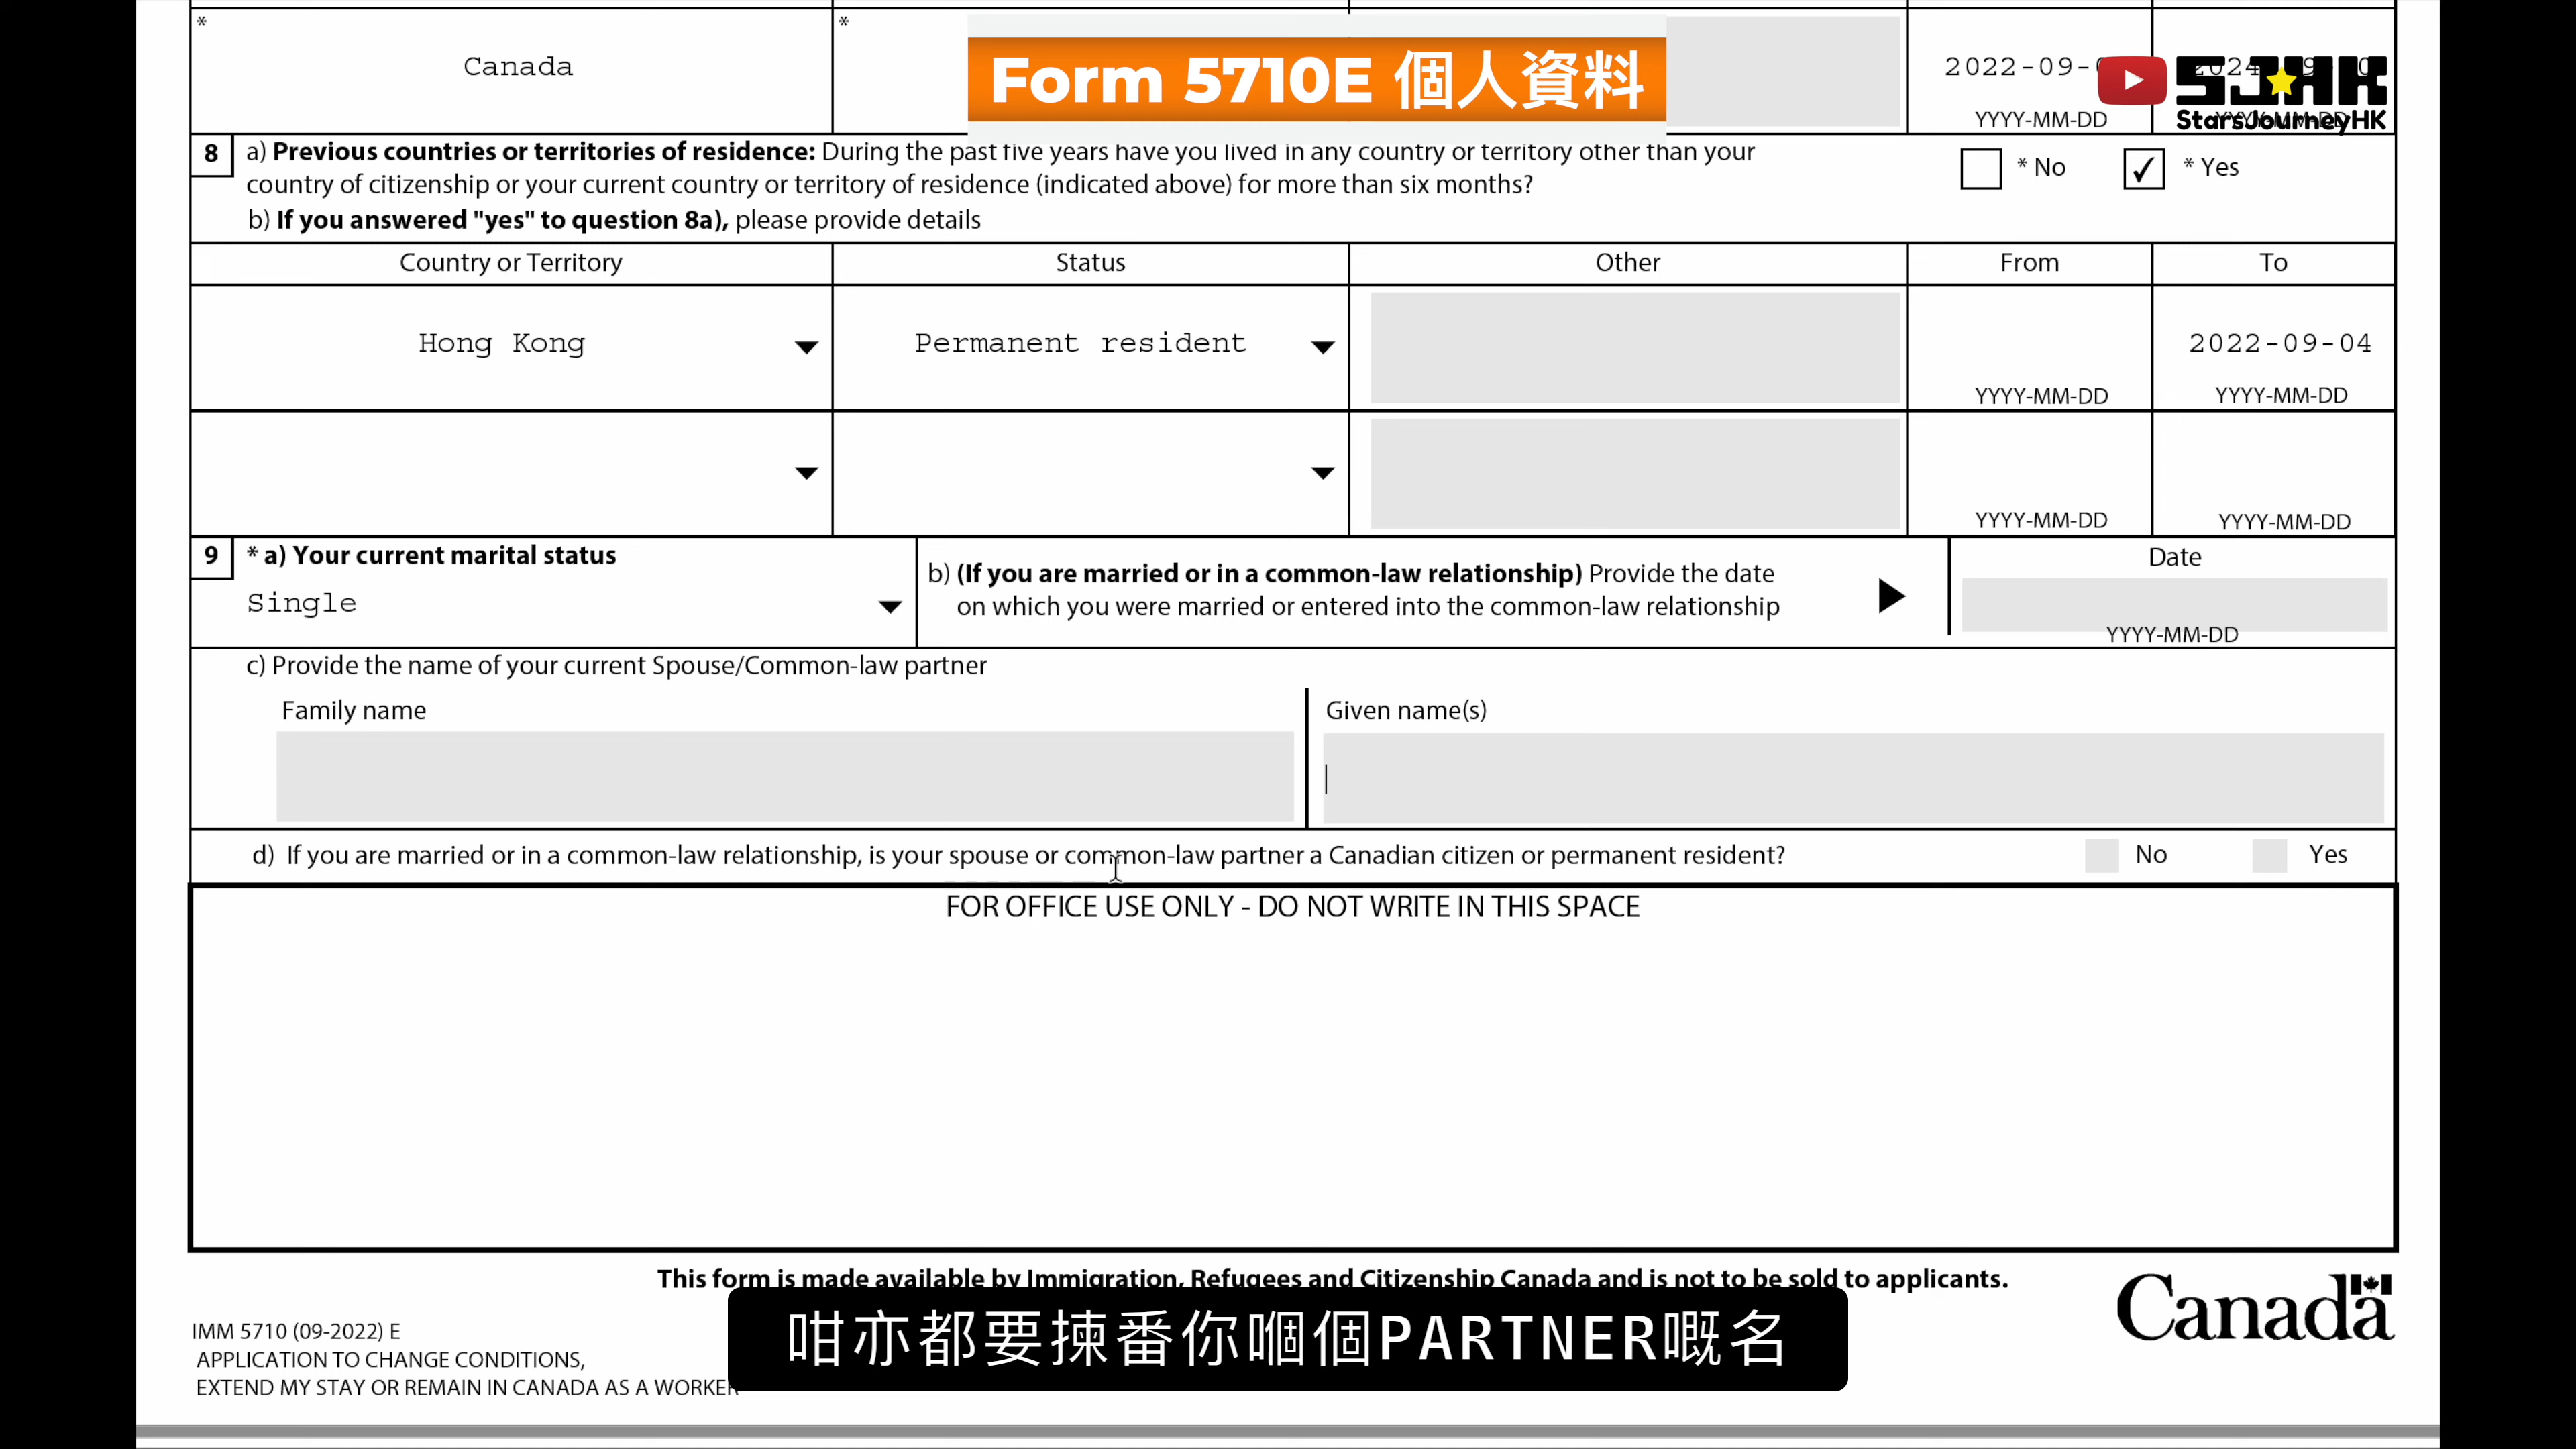 *
*
Canada
Form 5710E 個人資料
2022-09-
YYYY-MM-DD
SJHK
StarsJourneyHK
8
a) Previous countries or territories of residence: During the past five years have you lived in any country or territory other than your
country of citizenship or your current country or territory of residence (indicated above) for more than six months?
* No
✓ * Yes
b) If you answered "yes" to question 8a), please provide details
Country or Territory
Status
Other
From
To
Hong Kong
Permanent resident
2022-09-04
YYYY-MM-DD
YYYY-MM-DD
YYYY-MM-DD
YYYY-MM-DD
9
* a) Your current marital status
Single
b) (If you are married or in a common-law relationship) Provide the date
on which you were married or entered into the common-law relationship
Date
YYYY-MM-DD
c) Provide the name of your current Spouse/Common-law partner
Family name
Given name(s)
d) If you are married or in a common-law relationship, is your spouse or common-law partner a Canadian citizen or permanent resident?
No
Yes
FOR OFFICE USE ONLY - DO NOT WRITE IN THIS SPACE
This form is made available by Immigration, Refugees and Citizenship Canada and is not to be sold to applicants.
Canada
IMM 5710 (09-2022) E
APPLICATION TO CHANGE CONDITIONS,
EXTEND MY STAY OR REMAIN IN CANADA AS A WORKER
咁亦都要揀番你嗰個PARTNER嘅名